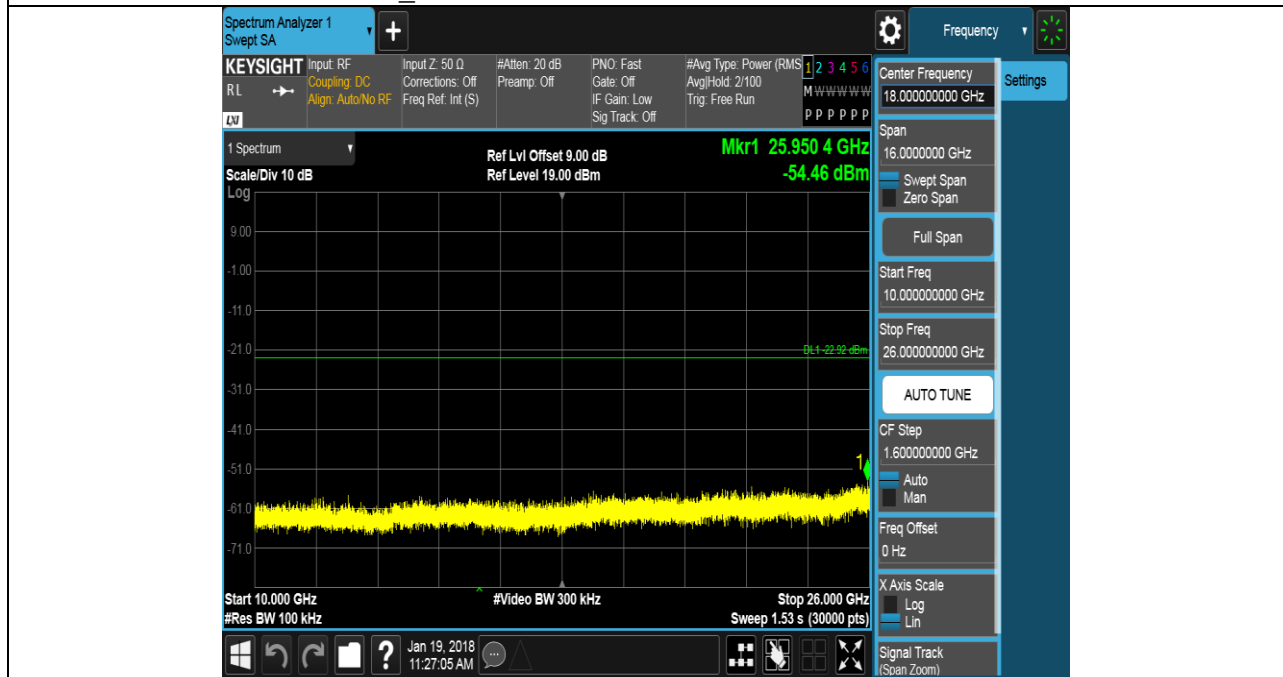 Spectrum Analyzer 1
Swept SA
+
Frequency
KEYSIGHT
RL
LXI
Input: RF
Coupling: DC
Align: Auto/No RF
Input Z: 50 Ω
Corrections: Off
Freq Ref: Int (S)
#Atten: 20 dB
Preamp: Off
PNO: Fast
Gate: Off
IF Gain: Low
Sig Track: Off
#Avg Type: Power (RMS
Avg|Hold: 2/100
Trig: Free Run
1 2 3 4 5 6
M W W W W W
P P P P P P
1 Spectrum
Scale/Div 10 dB
Ref Lvl Offset 9.00 dB
Ref Level 19.00 dBm
Mkr1 25.950 4 GHz
-54.46 dBm
Log
9.00
-1.00
-11.0
-21.0
DL1 -22.92 dBm
-31.0
-41.0
-51.0
1
-61.0
-71.0
Start 10.000 GHz
#Res BW 100 kHz
#Video BW 300 kHz
Stop 26.000 GHz
Sweep 1.53 s (30000 pts)
Center Frequency
18.000000000 GHz
Settings
Span
16.0000000 GHz
Swept Span
Zero Span
Full Span
Start Freq
10.000000000 GHz
Stop Freq
26.000000000 GHz
AUTO TUNE
CF Step
1.600000000 GHz
Auto
Man
Freq Offset
0 Hz
X Axis Scale
Log
Lin
Signal Track
(Span Zoom)
?
Jan 19, 2018
11:27:05 AM